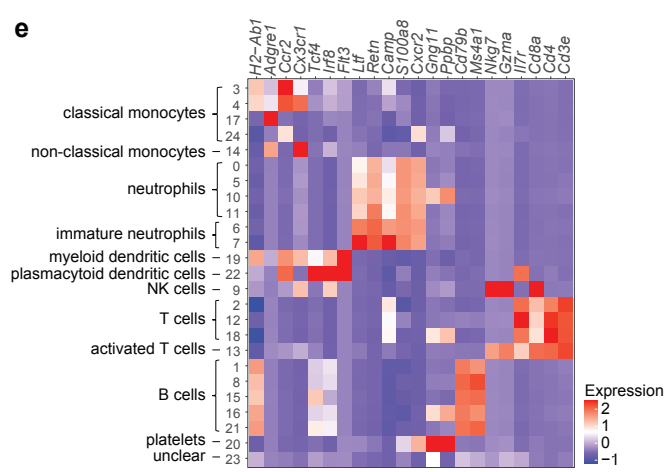 e
H2-Ab1
Adgre1
Ccr2
Cx3cr1
Tcf4
Irf8
Flt3
Ltf
Retn
Camp
S100a8
Cxcr2
Gng11
Ppbp
Cd79b
Ms4a1
Nkg7
Gzma
Il7r
Cd8a
Cd4
Cd3e
classical monocytes
3
4
17
24
non-classical monocytes
14
neutrophils
0
5
10
11
immature neutrophils
6
7
myeloid dendritic cells
19
plasmacytoid dendritic cells
22
NK cells
9
T cells
2
12
18
activated T cells
13
B cells
1
8
15
16
21
platelets
20
unclear
23
Expression
2
1
0
−1